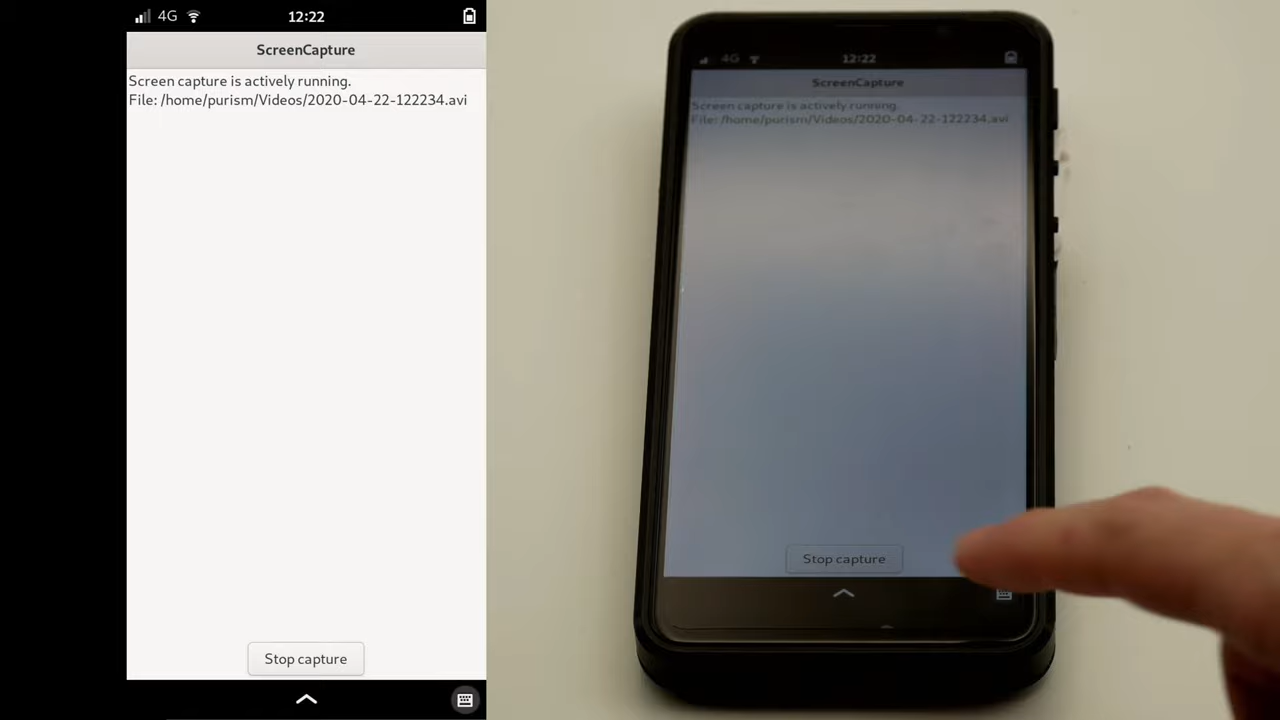 4G 12:22
ScreenCapture
Screen capture is actively running.
File: /home/purism/Videos/2020-04-22-122234.avi
Stop capture
4G 12:22
ScreenCapture
Screen capture is actively running.
File: /home/purism/Videos/2020-04-22-122234.avi
Stop capture